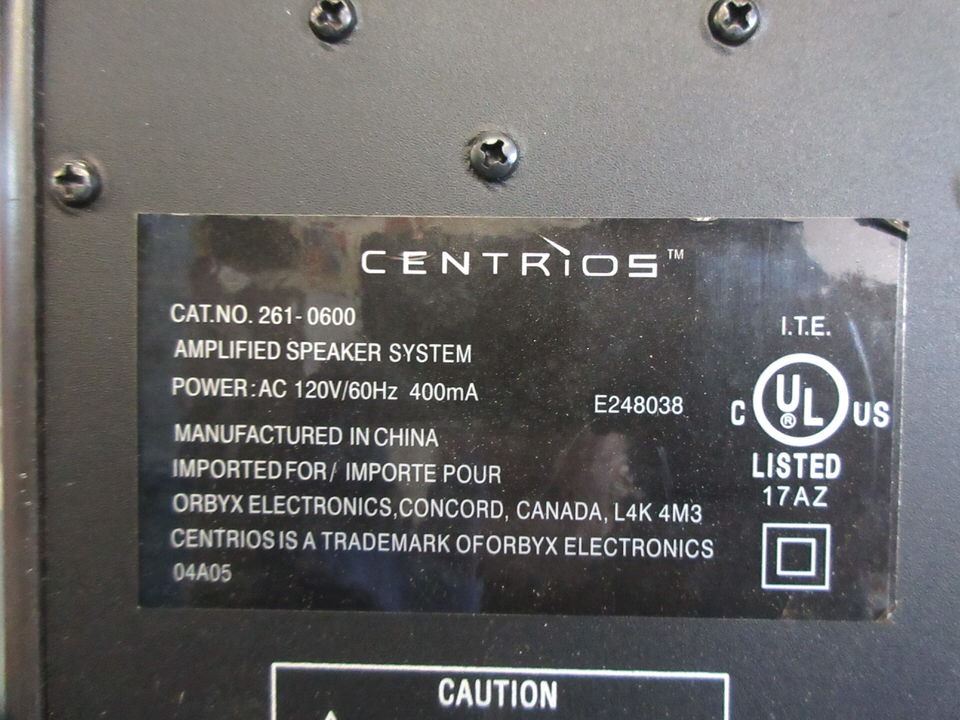 CENTRIOS™
CAT.NO. 261-0600
AMPLIFIED SPEAKER SYSTEM
POWER: AC 120V/60Hz 400mA
E248038
MANUFACTURED IN CHINA
IMPORTED FOR / IMPORTE POUR
ORBYX ELECTRONICS,CONCORD, CANADA, L4K 4M3
CENTRIOS IS A TRADEMARK OF ORBYX ELECTRONICS
04A05
I.T.E.
C UL® US
LISTED
17AZ
CAUTION